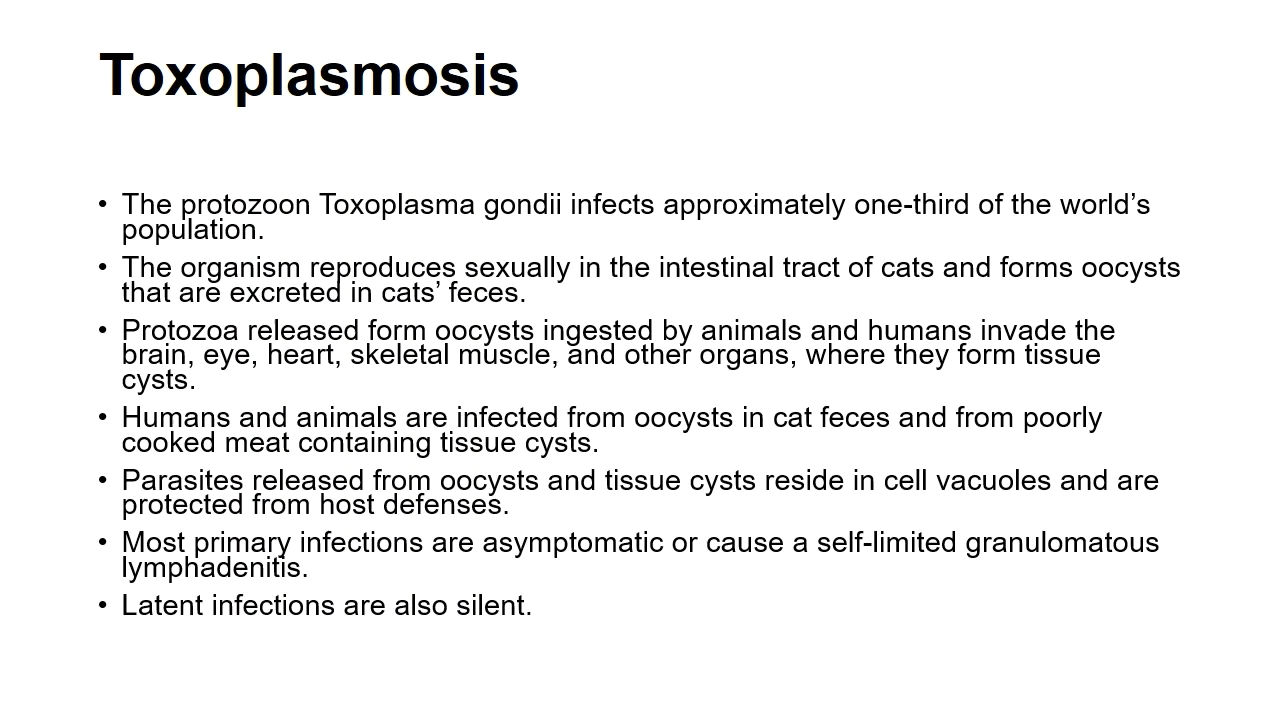 Toxoplasmosis
• The protozoon Toxoplasma gondii infects approximately one-third of the world’s
population.
• The organism reproduces sexually in the intestinal tract of cats and forms oocysts
that are excreted in cats’ feces.
• Protozoa released form oocysts ingested by animals and humans invade the
brain, eye, heart, skeletal muscle, and other organs, where they form tissue
cysts.
• Humans and animals are infected from oocysts in cat feces and from poorly
cooked meat containing tissue cysts.
• Parasites released from oocysts and tissue cysts reside in cell vacuoles and are
protected from host defenses.
• Most primary infections are asymptomatic or cause a self-limited granulomatous
lymphadenitis.
• Latent infections are also silent.